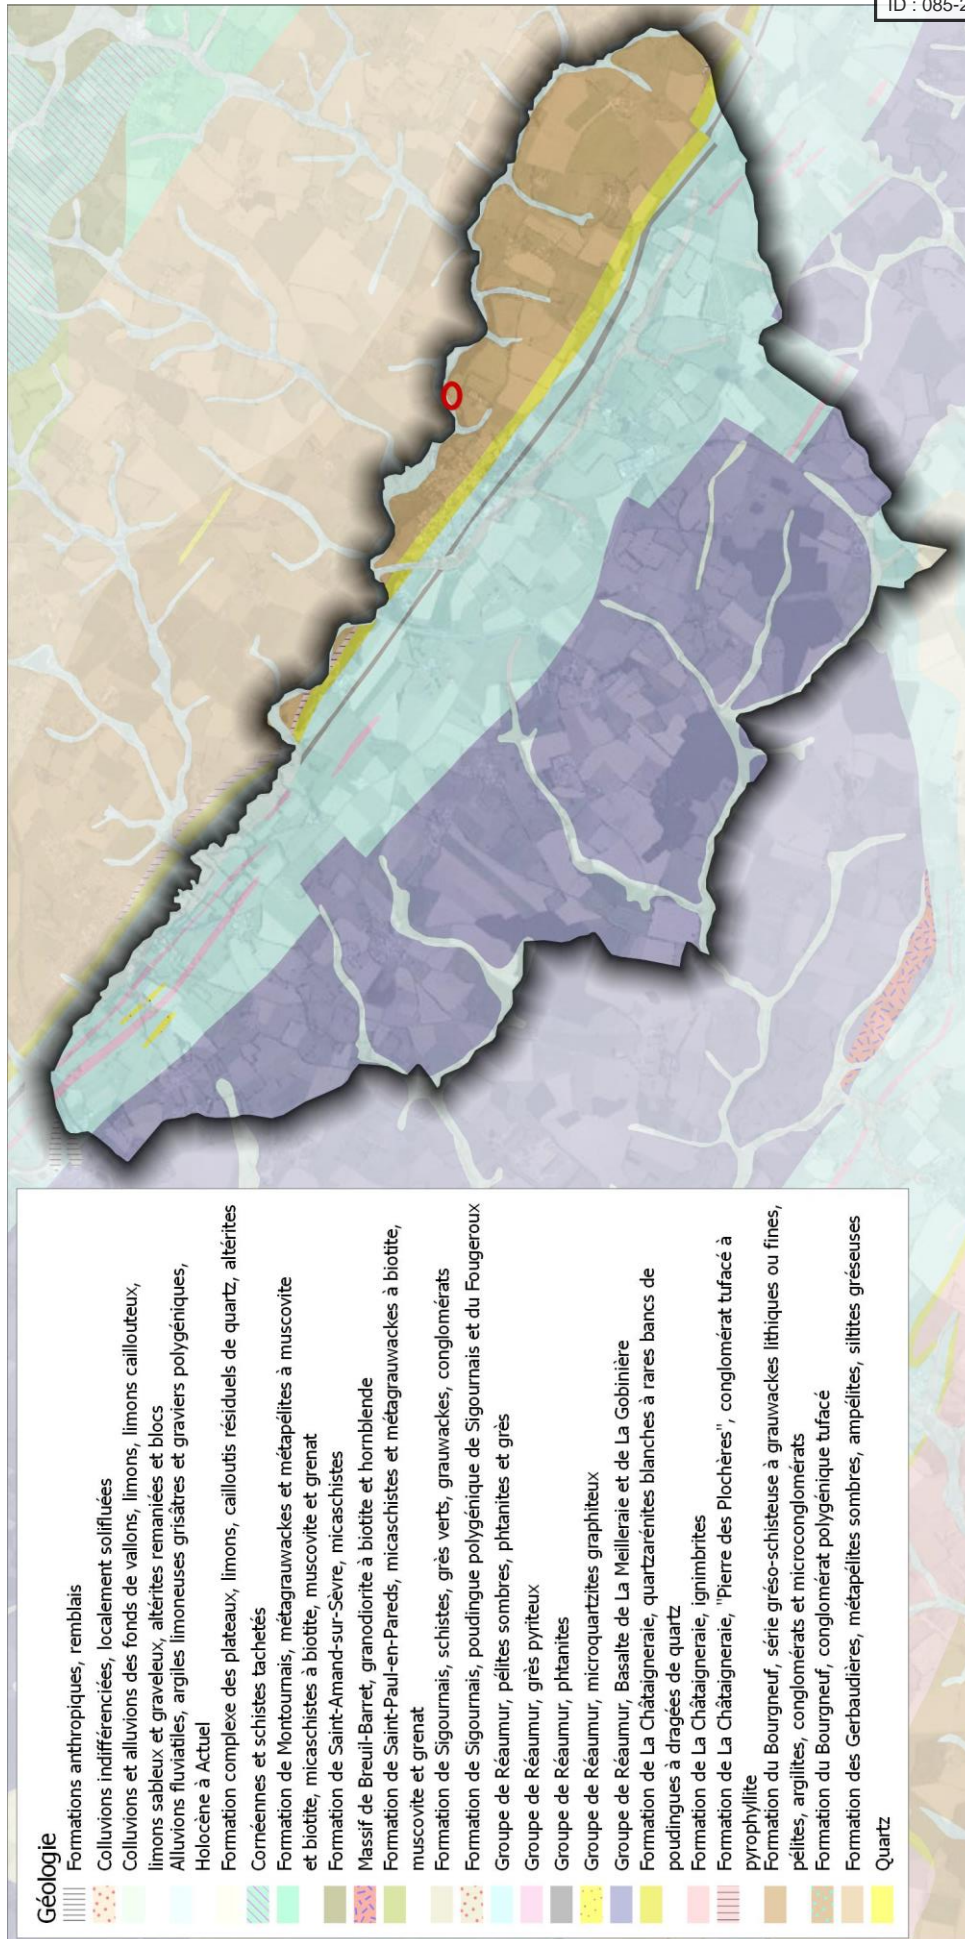 ID : 085-2
Géologie
Formations anthropiques, remblais
Colluvions indifférenciées, localement solifluées
Colluvions et alluvions des fonds de vallons, limons, limons caillouteux,
limons sableux et graveleux, altérites remaniées et blocs
Alluvions fluviatiles, argiles limoneuses grisâtres et graviers polygéniques,
Holocène à Actuel
Formation complexe des plateaux, limons, cailloutis résiduels de quartz, altérites
Cornéennes et schistes tachetés
Formation de Montournais, métagrauvackes et métapélites à muscovite
et biotite, micaschistes à biotite, muscovite et grenat
Formation de Saint-Amand-sur-Sèvre, micaschistes
Massif de Breuil-Barret, granodiorite à biotite et hornblende
Formation de Saint-Paul-en-Pareds, micaschistes et métagrauvackes à biotite,
muscovite et grenat
Formation de Sigournais, schistes, grès verts, grauwackes, conglomérats
Formation de Sigournais, poudingue polygénique de Sigournais et du Fougeroux
Groupe de Réaumur, pélites sombres, phtanites et grès
Groupe de Réaumur, grès pyriteux
Groupe de Réaumur, phtanites
Groupe de Réaumur, microquartzites graphiteux
Groupe de Réaumur, Basalte de La Meilleraie et de La Gobinière
Formation de La Châtaigneraie, quartzarénites blanches à rares bancs de
poudingues à dragées de quartz
Formation de La Châtaigneraie, ignimbrites
Formation de La Châtaigneraie, "Pierre des Plochères", conglomérat tufacé à
pyrophyllite
Formation du Bourgneuf, série gréso-schisteuse à grauwackes lithiques ou fines,
pélites, argilites, conglomérats et microconglomérats
Formation du Bourgneuf, conglomérat polygénique tufacé
Formation des Gerbaudières, métapélites sombres, ampélites, siltites gréseuses
Quartz